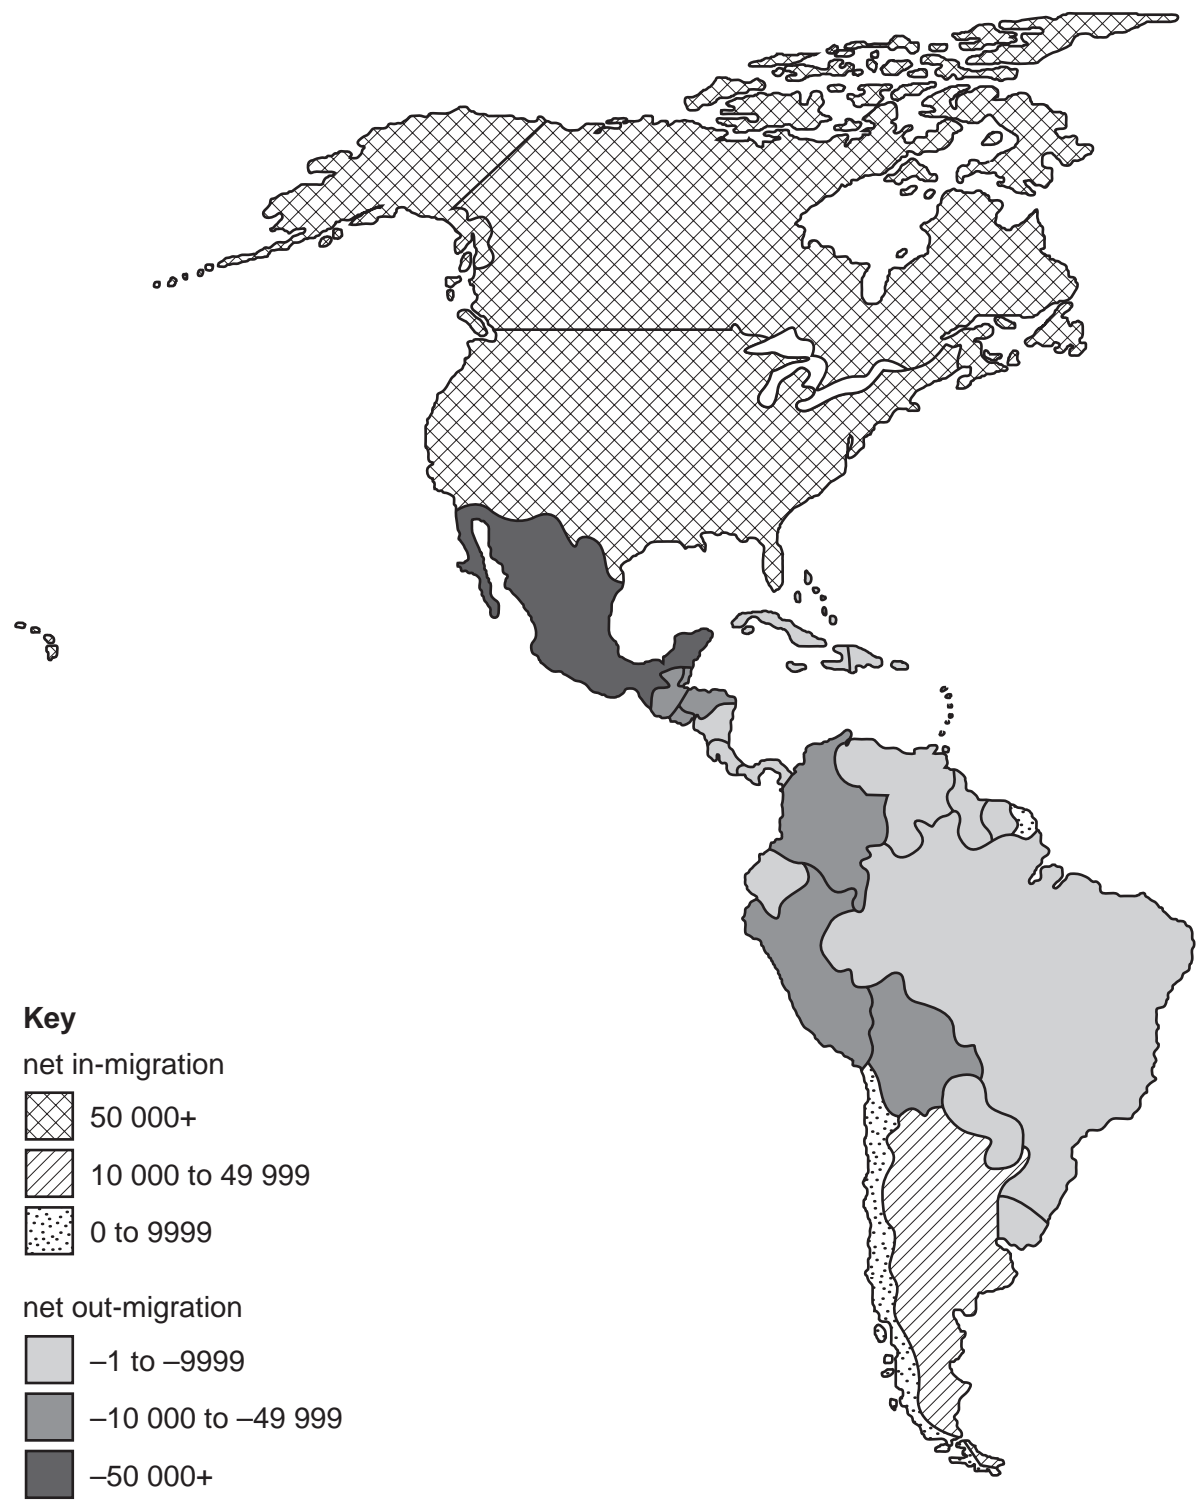 Key
net in-migration
50 000+
10 000 to 49 999
0 to 9999
net out-migration
–1 to –9999
–10 000 to –49 999
–50 000+